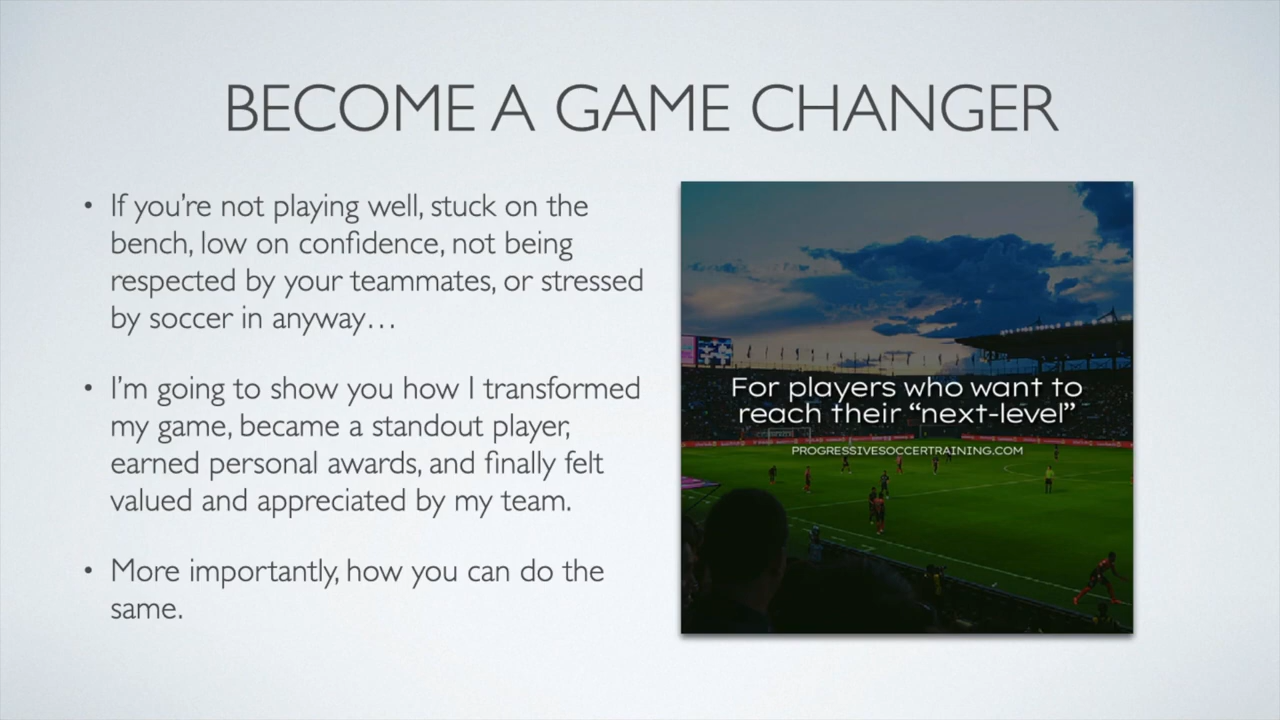 BECOME A GAME CHANGER
• If you're not playing well, stuck on the
bench, low on confidence, not being
respected by your teammates, or stressed
by soccer in anyway…
• I'm going to show you how I transformed
my game, became a standout player,
earned personal awards, and finally felt
valued and appreciated by my team.
• More importantly, how you can do the
same.
For players who want to
reach their “next-level”
PROGRESSIVESOCCERTRAINING.COM